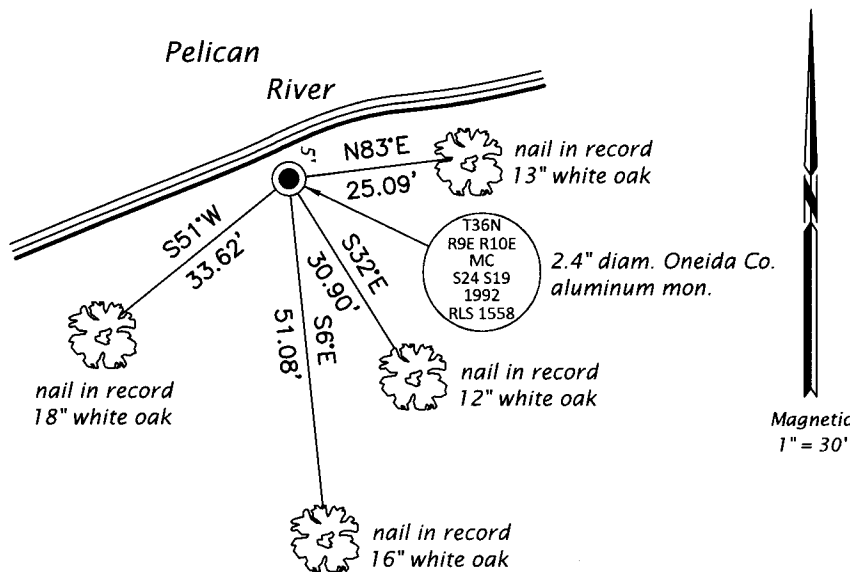 Pelican
River
5'
N83°E
25.09'
nail in record
13" white oak
S51°W
33.62'
S32°E
30.90'
S6°E
51.08'
T36N
R9E R10E
MC
S24 S19
1992
RLS 1558
2.4" diam. Oneida Co.
aluminum mon.
nail in record
18" white oak
nail in record
12" white oak
nail in record
16" white oak
N
Magnetic
1" = 30'